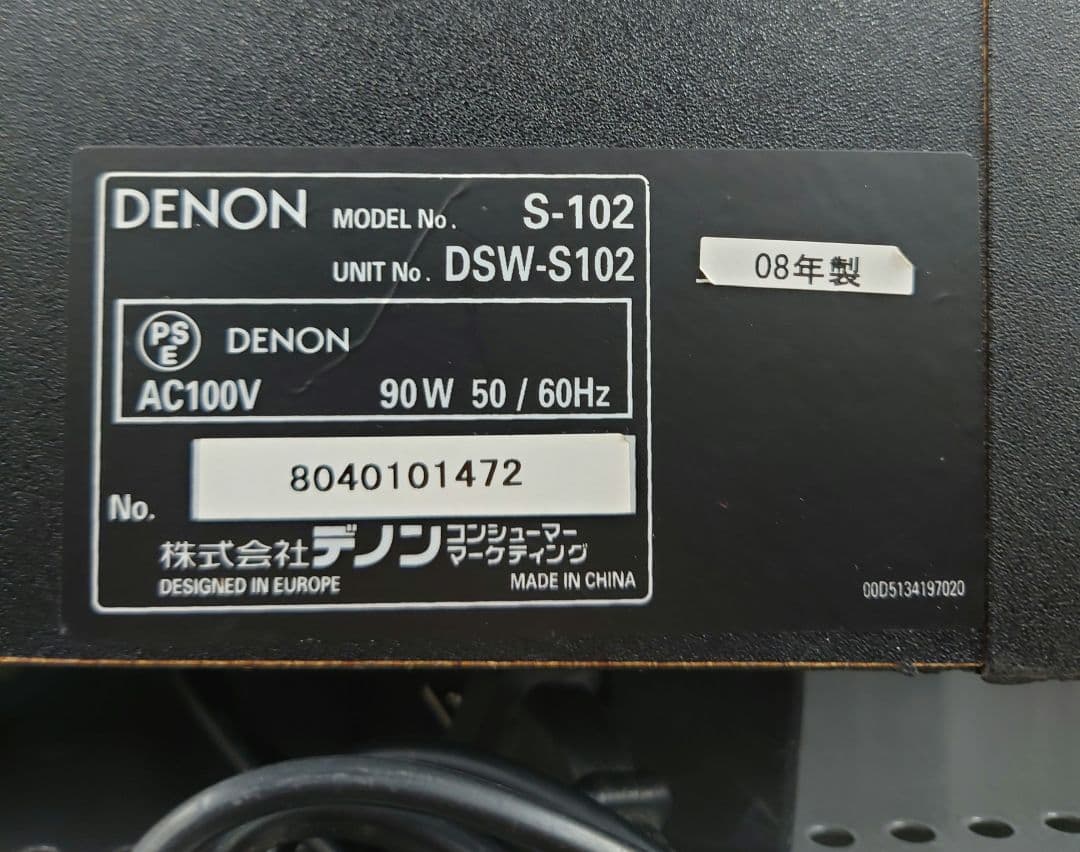 DENON MODEL No. S-102
UNIT No. DSW-S102
08年製
PSE DENON
AC100V 90W 50 / 60Hz
No. 8040101472
株式会社デノン コンシューマー
マーケティング
DESIGNED IN EUROPE MADE IN CHINA
00D5134197020